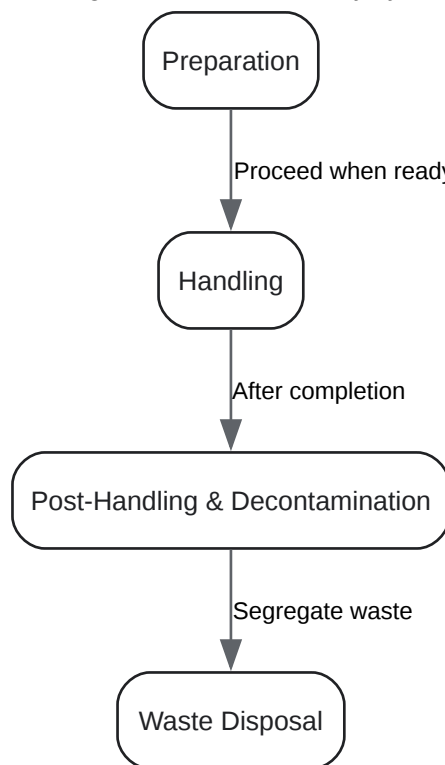 Preparation
Proceed when ready
Handling
After completion
Post-Handling & Decontamination
Segregate waste
Waste Disposal